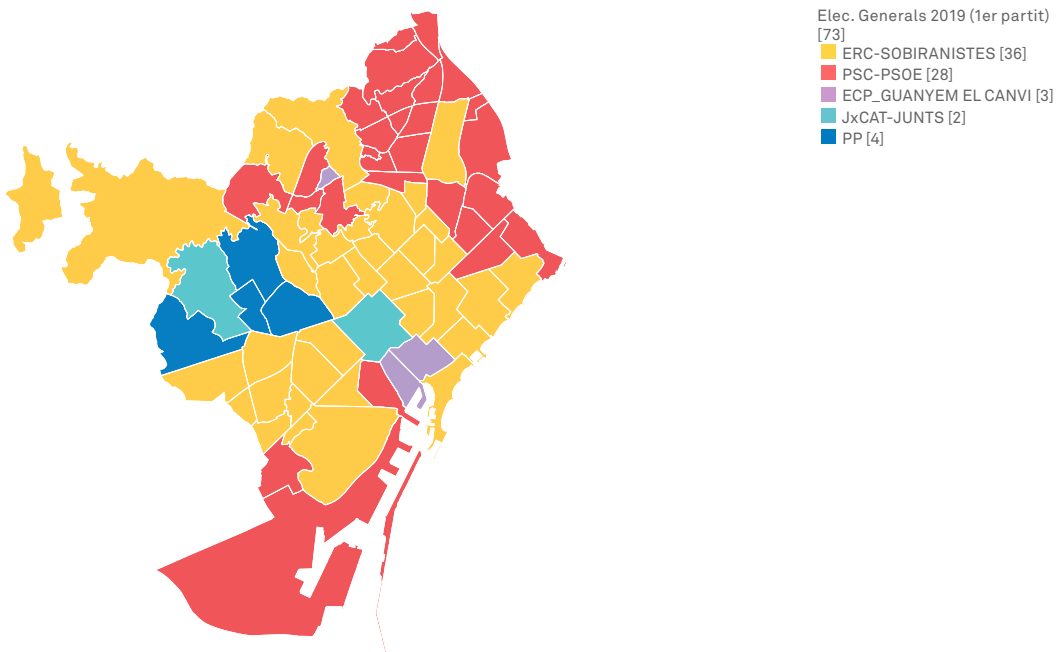 Elec. Generals 2019 (1er partit)
[73]
ERC-SOBIRANISTES [36]
PSC-PSOE [28]
ECP_GUANYEM EL CANVI [3]
JxCAT-JUNTS [2]
PP [4]